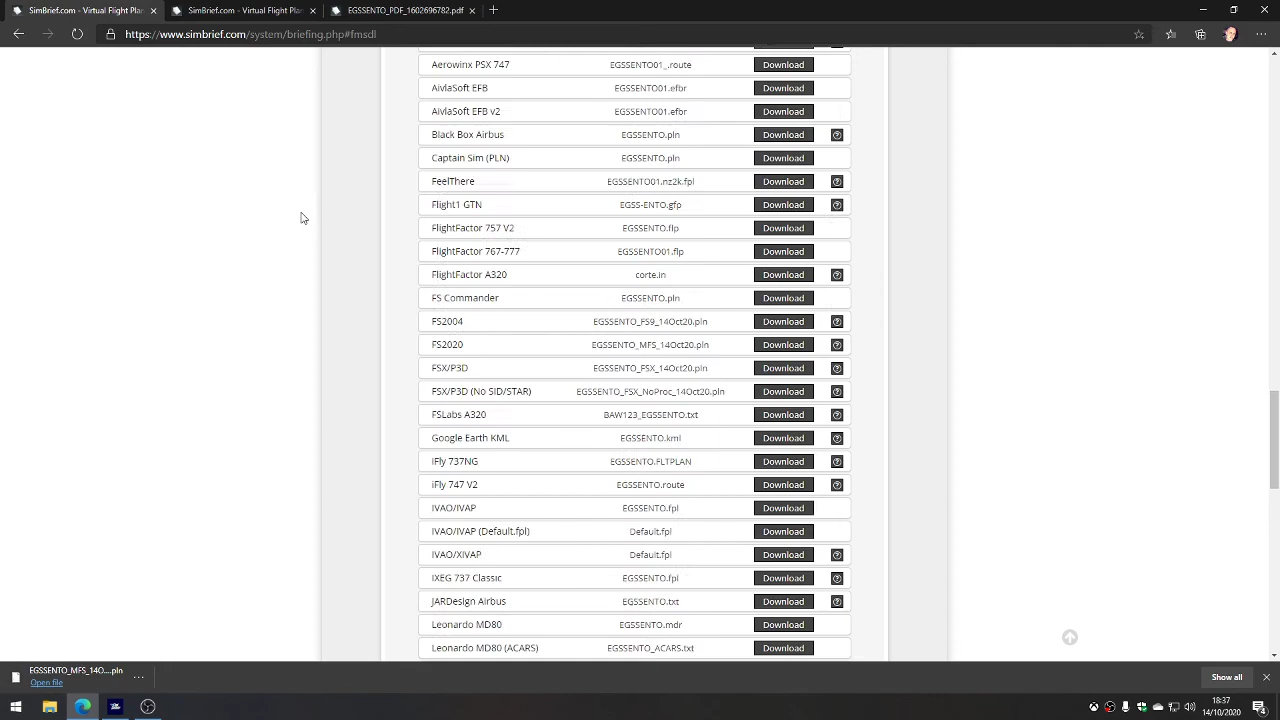 SimBrief.com - Virtual Flight Plan
SimBrief.com - Virtual Flight Plan
EGSSENTO_PDF_1602696782.pdf
https://www.simbrief.com/system/briefing.php#fmsdl
Aerowinx PSX 747 EGSSENTO01_.route Download
AivlaSoft EFB EGSSENTO01.efbr Download
AivlaSoft EFB v2 EGSSENTO01.efbr Download
Black Box Airbus EGSSENTO.pln Download
Captain Sim (P3D) EGSSENTO.pln Download
FeelThere EGSSENTO01.nz2k.fpl Download
Flight1 GTN EGSS-ENTO.gfp Download
FlightFactor 757/767 EGSSENTO.flp Download
Flightfactor 757/777 EGSSENTO01.flp Download
FlightFactor A320 corte.in Download
FS Commander EGSSENTO.pln Download
FS2004 EGSSENTO_FS9_14Oct20.pln Download
FS2020 EGSSENTO_MFS_14Oct20.pln Download
FSX/P3D EGSSENTO_FSX_14Oct20.pln Download
FSX/P3D (No SID/STAR) EGSSENTO_FSX_NoProc_14Oct20.pln Download
FSLabs A320 BAW123_EGSSENTO.txt Download
Google Earth KML EGSSENTO.kml Download
iFly 737NG EGSSENTO.FLTPLAN Download
iFly 747 V2 EGSSENTO.route Download
IVAO/IVAP EGSSENTO.fpl Download
IVAO/IVAP (Default.fpl) Default.fpl Download
IVAO/XIVAP Default.fpl Download
IXEG 737 Classic EGSSENTO.fpl Download
JARDesign Airbus EGSSENTO.txt Download
Leonardo MD80 EGSSENTO.mdr Download
EGSSENTO_ACARS.txt Download
EGSSENTO_MFS_14O....pln
Open file
Show all
18:37
14/10/2020